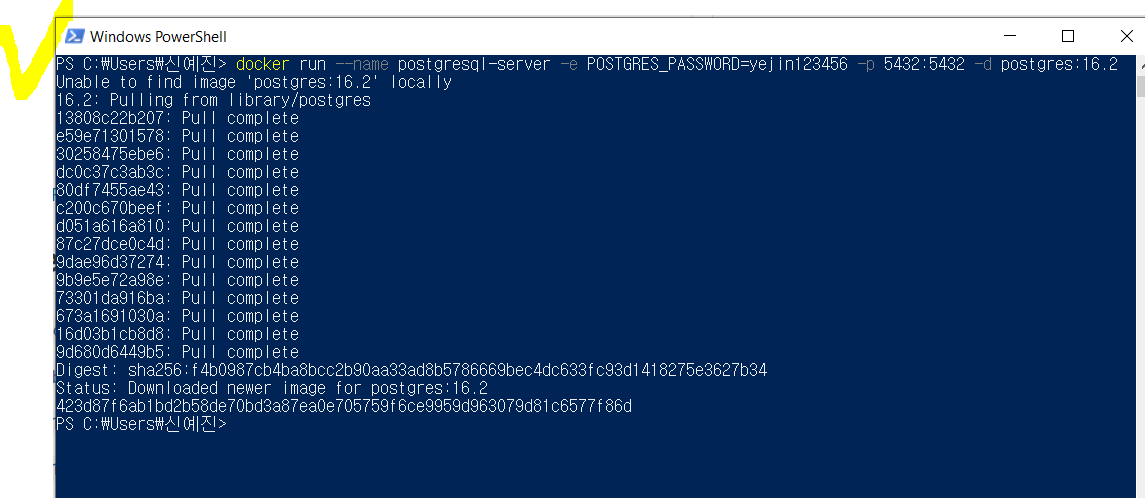 Windows PowerShell
PS C:₩Users₩신예진> docker run --name postgresql-server -e POSTGRES_PASSWORD=yejin123456 -p 5432:5432 -d postgres:16.2
Unable to find image 'postgres:16.2' locally
16.2: Pulling from library/postgres
13808c22b207: Pull complete
e59e71301578: Pull complete
30258475ebe6: Pull complete
dc0c37c3ab3c: Pull complete
80df7455ae43: Pull complete
c200c670beef: Pull complete
d051a616a810: Pull complete
87c27dce0c4d: Pull complete
9dae96d37274: Pull complete
9b9e5e72a98e: Pull complete
73301da916ba: Pull complete
673a1691030a: Pull complete
16d03b1cb8d8: Pull complete
9d680d6449b5: Pull complete
Digest: sha256:f4b0987cb4ba8bcc2b90aa33ad8b5786669bec4dc633fc93d1418275e3627b34
Status: Downloaded newer image for postgres:16.2
423d87f6ab1bd2b58de70bd3a87ea0e705759f6ce9959d963079d81c6577f86d
PS C:₩Users₩신예진>